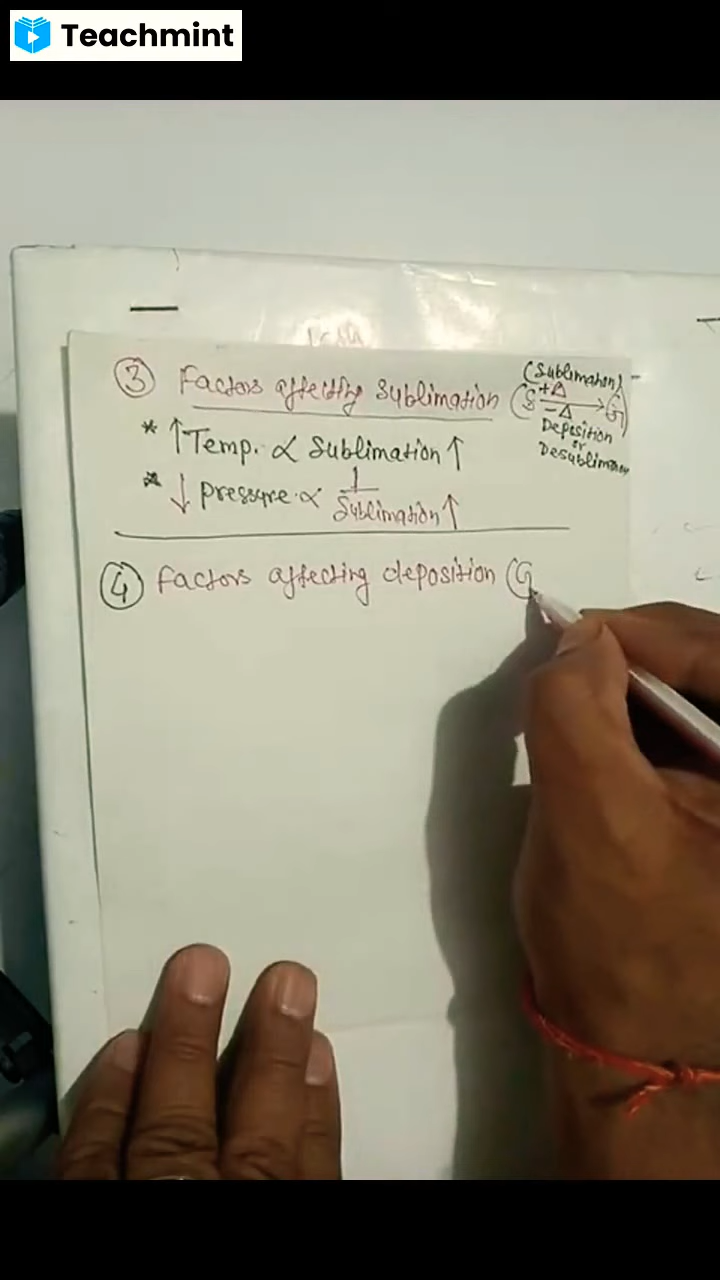 Teachmint
③ Factors affecting Sublimation
(Sublimation)
(S +Δ → G)
-Δ
Deposition
or
Desublimation
* ↑Temp. ∝ Sublimation ↑
* ↓ pressure ∝ 1/Sublimation ↑
④ Factors affecting deposition (G